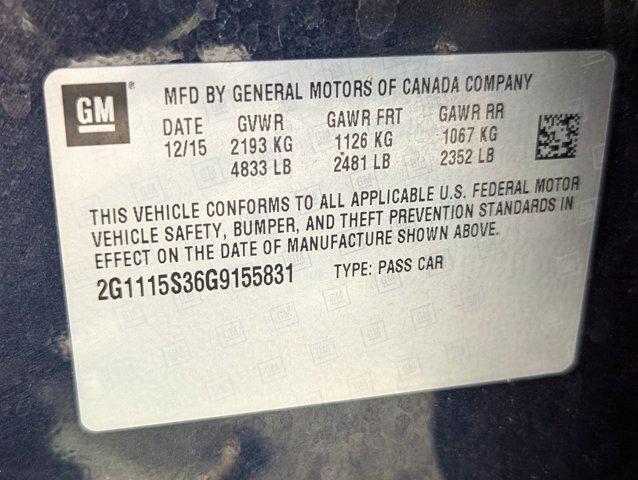 GM
MFD BY GENERAL MOTORS OF CANADA COMPANY
DATE GVWR GAWR FRT GAWR RR
12/15 2193 KG 1126 KG 1067 KG
4833 LB 2481 LB 2352 LB
THIS VEHICLE CONFORMS TO ALL APPLICABLE U.S. FEDERAL MOTOR
VEHICLE SAFETY, BUMPER, AND THEFT PREVENTION STANDARDS IN
EFFECT ON THE DATE OF MANUFACTURE SHOWN ABOVE.
2G1115S36G9155831 TYPE: PASS CAR